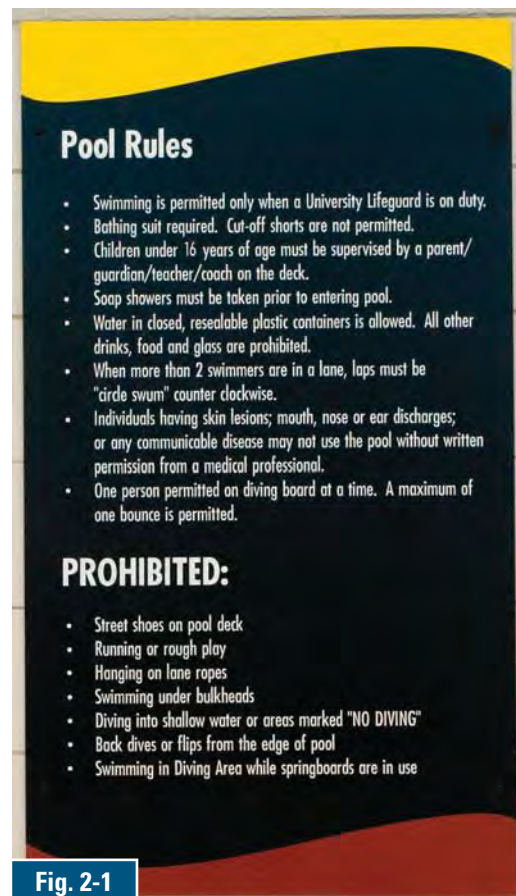 Pool Rules
• Swimming is permitted only when a University Lifeguard is on duty.
• Bathing suit required. Cut-off shorts are not permitted.
• Children under 16 years of age must be supervised by a parent/
guardian/teacher/coach on the deck.
• Soap showers must be taken prior to entering pool.
• Water in closed, resealable plastic containers is allowed. All other
drinks, food and glass are prohibited.
• When more than 2 swimmers are in a lane, laps must be
"circle swum" counter clockwise.
• Individuals having skin lesions; mouth, nose or ear discharges;
or any communicable disease may not use the pool without written
permission from a medical professional.
• One person permitted on diving board at a time. A maximum of
one bounce is permitted.
PROHIBITED:
• Street shoes on pool deck
• Running or rough play
• Hanging on lane ropes
• Swimming under bulkheads
• Diving into shallow water or areas marked "NO DIVING"
• Back dives or flips from the edge of pool
• Swimming in Diving Area while springboards are in use
Fig. 2-1